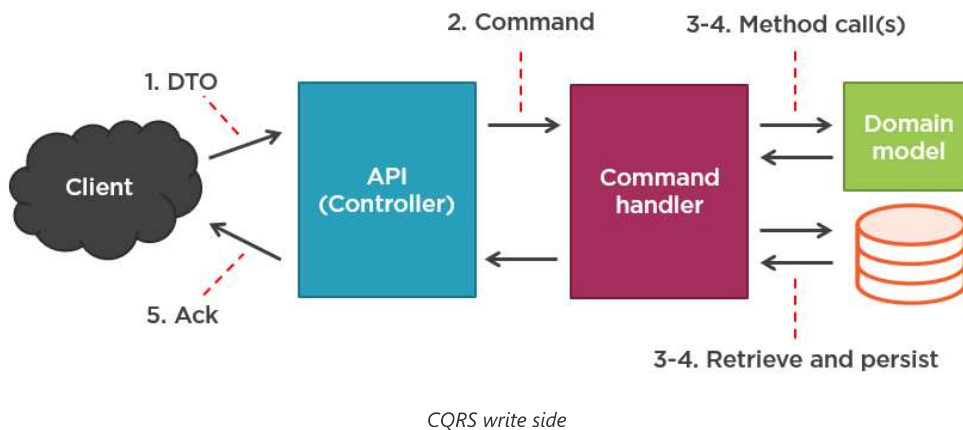 2. Command
3-4. Method call(s)
1. DTO
Client
API
(Controller)
Command
handler
Domain
model
5. Ack
3-4. Retrieve and persist
CQRS write side